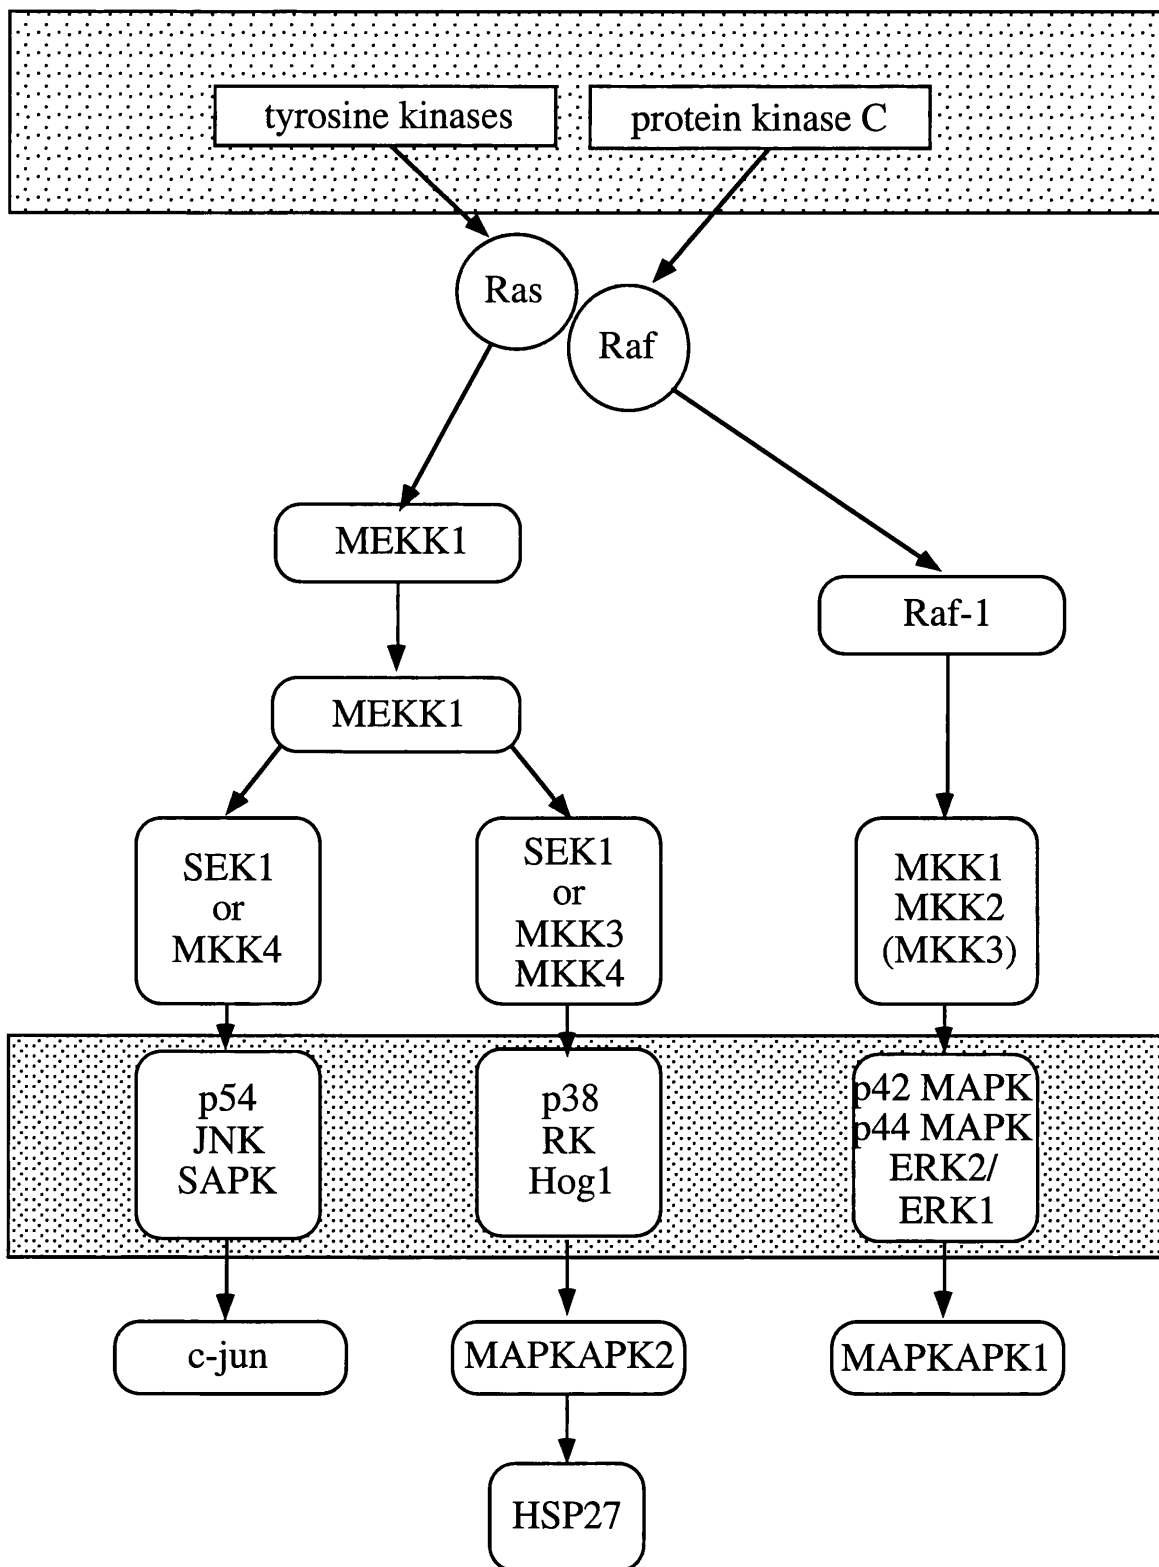 tyrosine kinases
protein kinase C
Ras
Raf
MEKK1
Raf-1
MEKK1
SEK1
or
MKK4
SEK1
or
MKK3
MKK4
MKK1
MKK2
(MKK3)
p54
JNK
SAPK
p38
RK
Hog1
p42 MAPK
p44 MAPK
ERK2/
ERK1
c-jun
MAPKAPK2
MAPKAPK1
HSP27